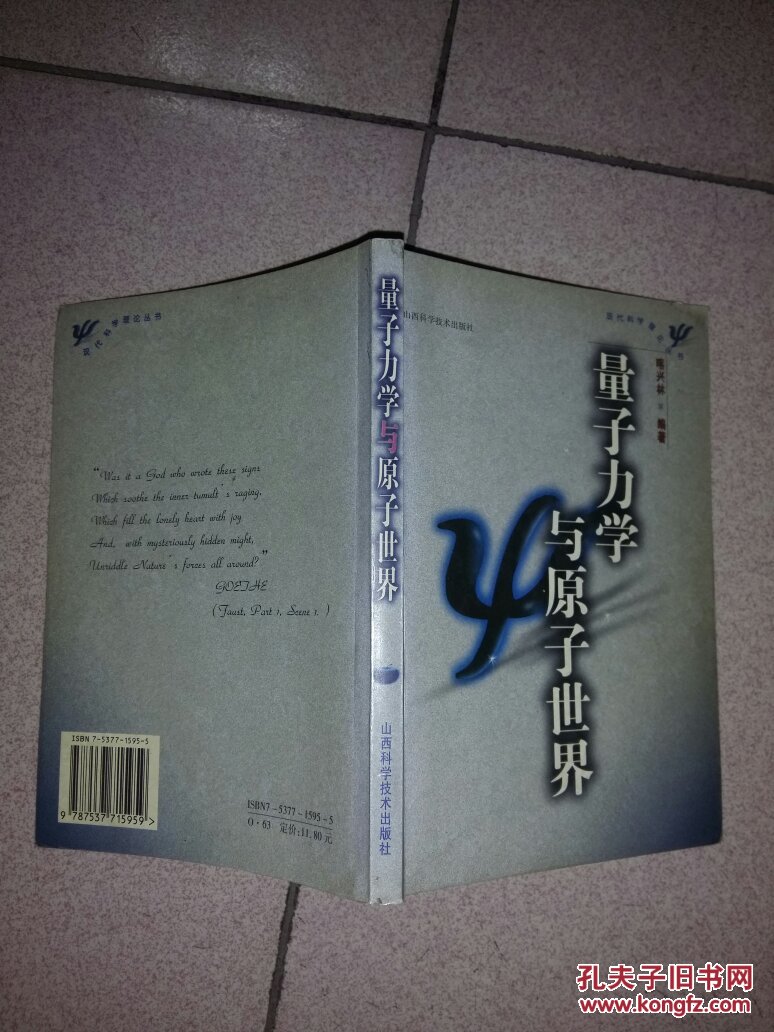 现代科学理论丛书
"Was it a God who wrote these signs
Which soothe the inner tumult's raging,
Which fill the lonely heart with joy
And, with mysteriously hidden might,
Unriddle Nature's forces all around?"
GOETHE
(Faust, Part 1, Scene 1.)
ISBN 7-5377-1595-5
9 787537 715959 >
ISBN7-5377-1595-5
O·63 定价:11.80元
量子力学与原子世界
山西科学技术出版社
山西科学技术出版社
现代科学理论丛书
喀兴林 编著
量子力学
与原子世界
ψ
孔夫子旧书网
www.kongfz.com